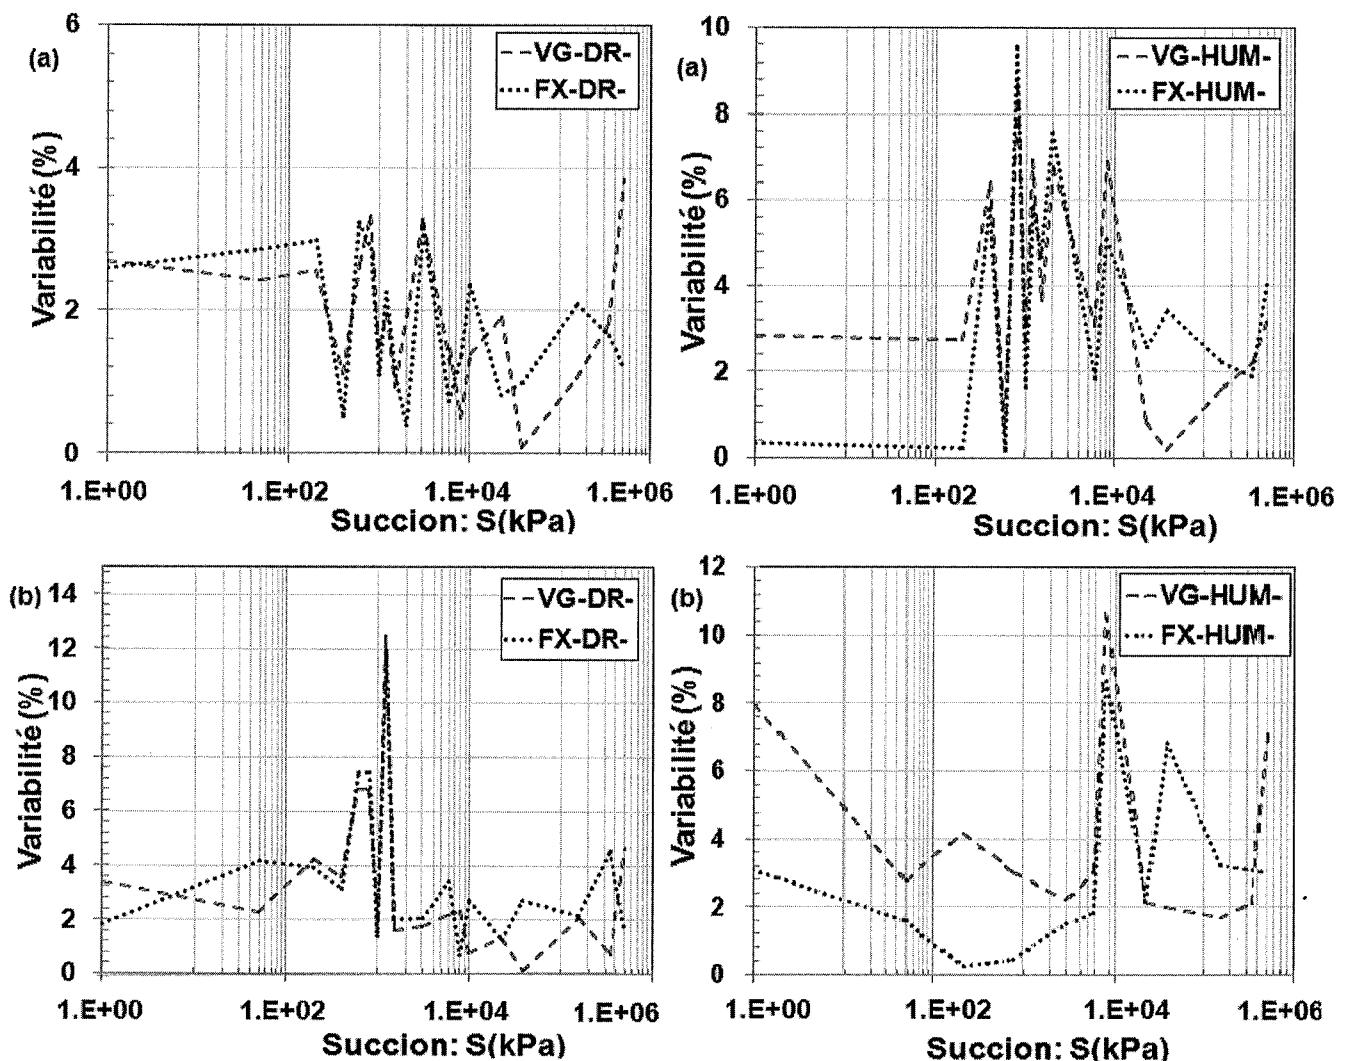 (a)
Variabilité (%)
6
4
2
0
VG-DR-
FX-DR-
1.E+00
1.E+02
1.E+04
1.E+06
Succion: S(kPa)
(a)
Variabilité (%)
10
8
6
4
2
0
VG-HUM-
FX-HUM-
1.E+00
1.E+02
1.E+04
1.E+06
Succion: S(kPa)
(b)
Variabilité (%)
14
12
10
8
6
4
2
0
VG-DR-
FX-DR-
1.E+00
1.E+02
1.E+04
1.E+06
Succion: S(kPa)
(b)
Variabilité (%)
12
10
8
6
4
2
0
VG-HUM-
FX-HUM-
1.E+00
1.E+02
1.E+04
1.E+06
Succion: S(kPa)